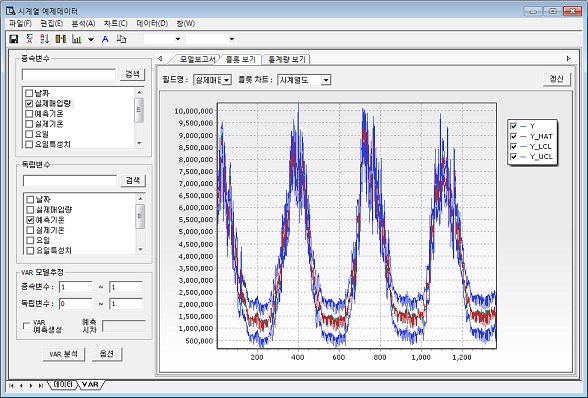 시계열 예제데이터
파일(F) 편집(E) 분석(A) 차트(C) 데이터(D) 창(W)
종속변수
검색
날짜
실제매입량
예측기온
실제기온
요일
요일특성치
독립변수
검색
날짜
실제매입량
예측기온
실제기온
요일
요일특성치
VAR 모델추정
종속변수 : 1 ~ 1
독립변수 : 0 ~ 1
VAR 예측생성
예측 시차
VAR 분석 옵션
모델보고서 플롯 보기 통계량 보기
필드명 : 실제매입 플롯 차트 : 시계열도 갱신
10,000,000
9,500,000
9,000,000
8,500,000
8,000,000
7,500,000
7,000,000
6,500,000
6,000,000
5,500,000
5,000,000
4,500,000
4,000,000
3,500,000
3,000,000
2,500,000
2,000,000
1,500,000
1,000,000
500,000
200 400 600 800 1,000 1,200
Y
Y_HAT
Y_LCL
Y_UCL
데이터 VAR